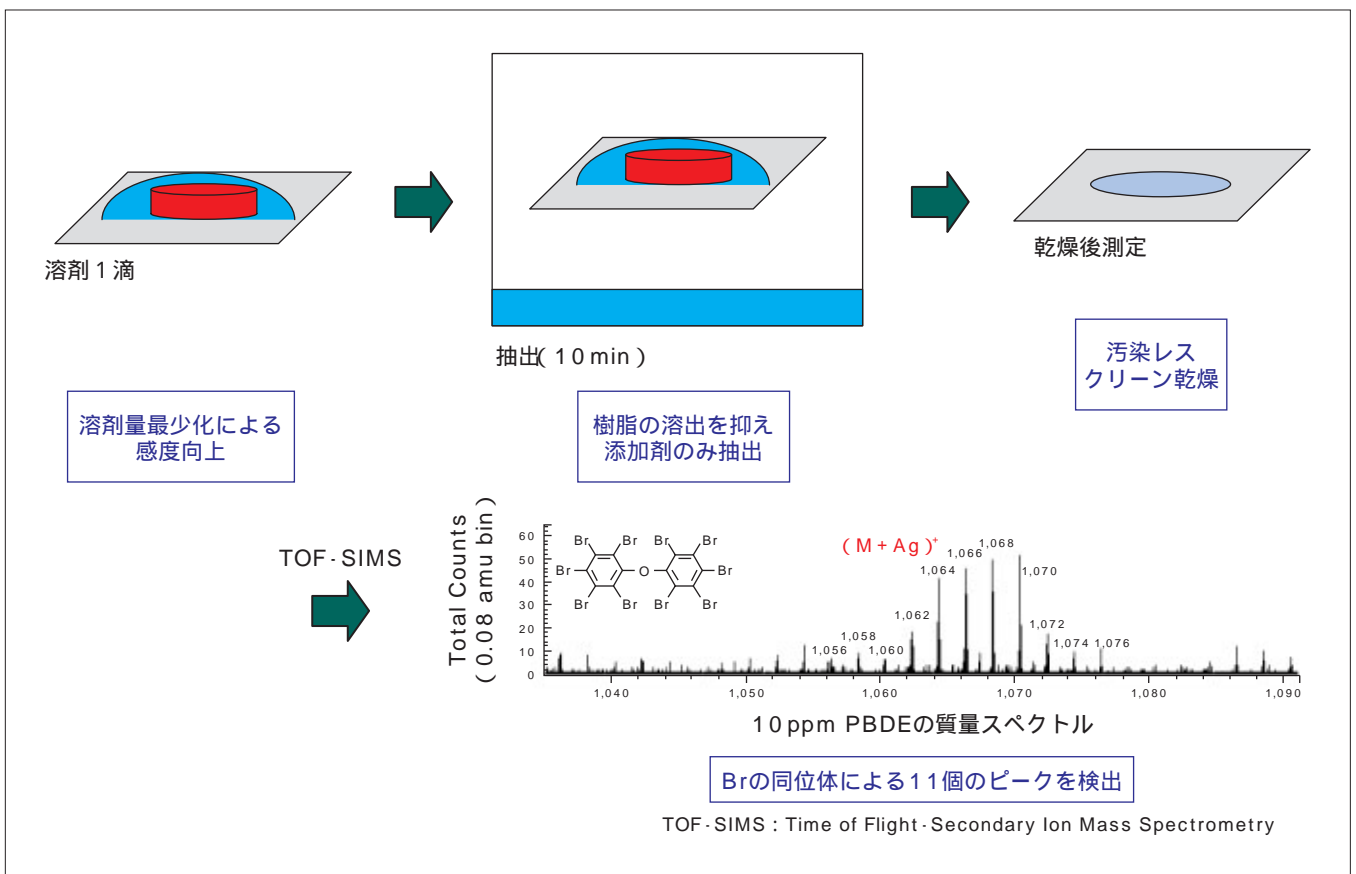 溶剤1滴
抽出(10min)
乾燥後測定
溶剤量最少化による
感度向上
樹脂の溶出を抑え
添加剤のみ抽出
汚染レス
クリーン乾燥
TOF-SIMS
Total Counts
(0.08 amu bin)
60
50
40
30
20
10
0
Br
Br
Br
Br
Br
Br
O
Br
Br
Br
Br
(M+Ag)+
1,056
1,058
1,060
1,062
1,064
1,066
1,068
1,070
1,072
1,074
1,076
1,040
1,050
1,060
1,070
1,080
1,090
10ppm PBDEの質量スペクトル
Brの同位体による11個のピークを検出
TOF-SIMS : Time of Flight-Secondary Ion Mass Spectrometry